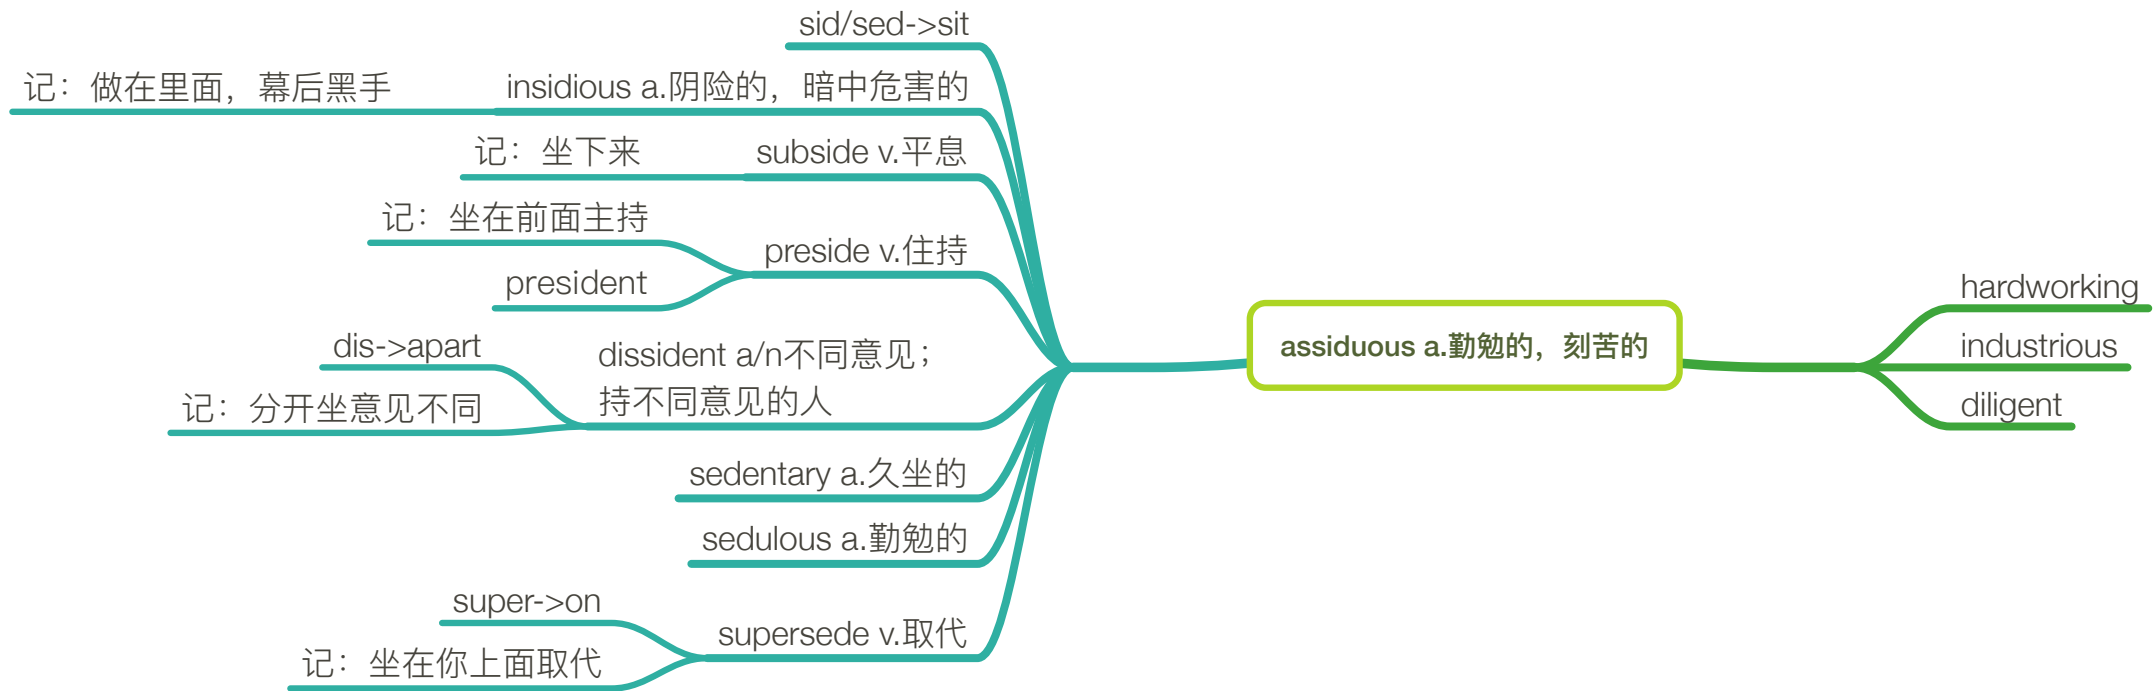 sid/sed->sit
记：做在里面，幕后黑手
insidious a.阴险的，暗中危害的
记：坐下来
subside v.平息
记：坐在前面主持
preside v.住持
president
dis->apart
记：分开坐意见不同
dissident a/n不同意见；
持不同意见的人
sedentary a.久坐的
sedulous a.勤勉的
super->on
记：坐在你上面取代
supersede v.取代
assiduous a.勤勉的，刻苦的
hardworking
industrious
diligent